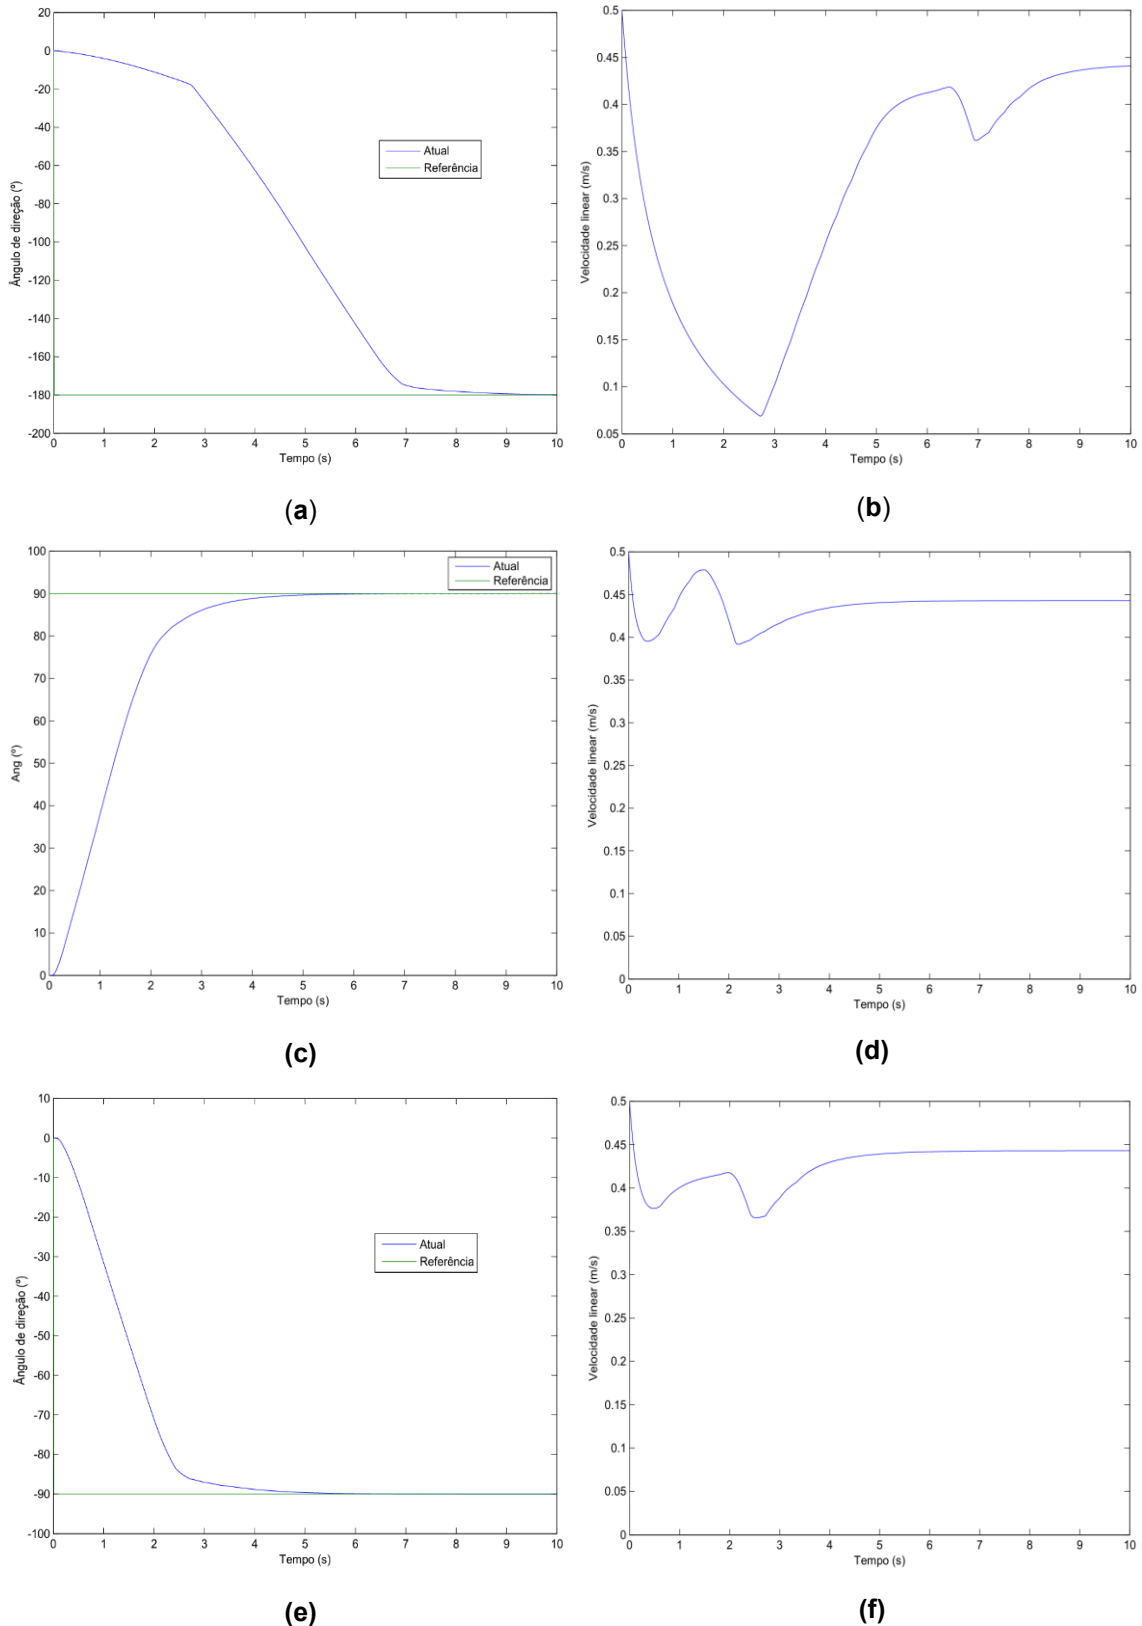 20
0
-20
-40
-60
-80
-100
-120
-140
-160
-180
-200
Ângulo de direção (º)
Atual
Referência
0 1 2 3 4 5 6 7 8 9 10
Tempo (s)
(a)
0.5
0.45
0.4
0.35
0.3
0.25
0.2
0.15
0.1
0.05
Velocidade linear (m/s)
0 1 2 3 4 5 6 7 8 9 10
Tempo (s)
(b)
100
90
80
70
60
50
40
30
20
10
0
Ang (º)
Atual
Referência
0 1 2 3 4 5 6 7 8 9 10
Tempo (s)
(c)
0.5
0.45
0.4
0.35
0.3
0.25
0.2
0.15
0.1
0.05
0
Velocidade linear (m/s)
0 1 2 3 4 5 6 7 8 9 10
Tempo (s)
(d)
10
0
-10
-20
-30
-40
-50
-60
-70
-80
-90
-100
Ângulo de direção (º)
Atual
Referência
0 1 2 3 4 5 6 7 8 9 10
Tempo (s)
(e)
0.5
0.45
0.4
0.35
0.3
0.25
0.2
0.15
0.1
0.05
0
Velocidade linear (m/s)
0 1 2 3 4 5 6 7 8 9 10
Tempo (s)
(f)